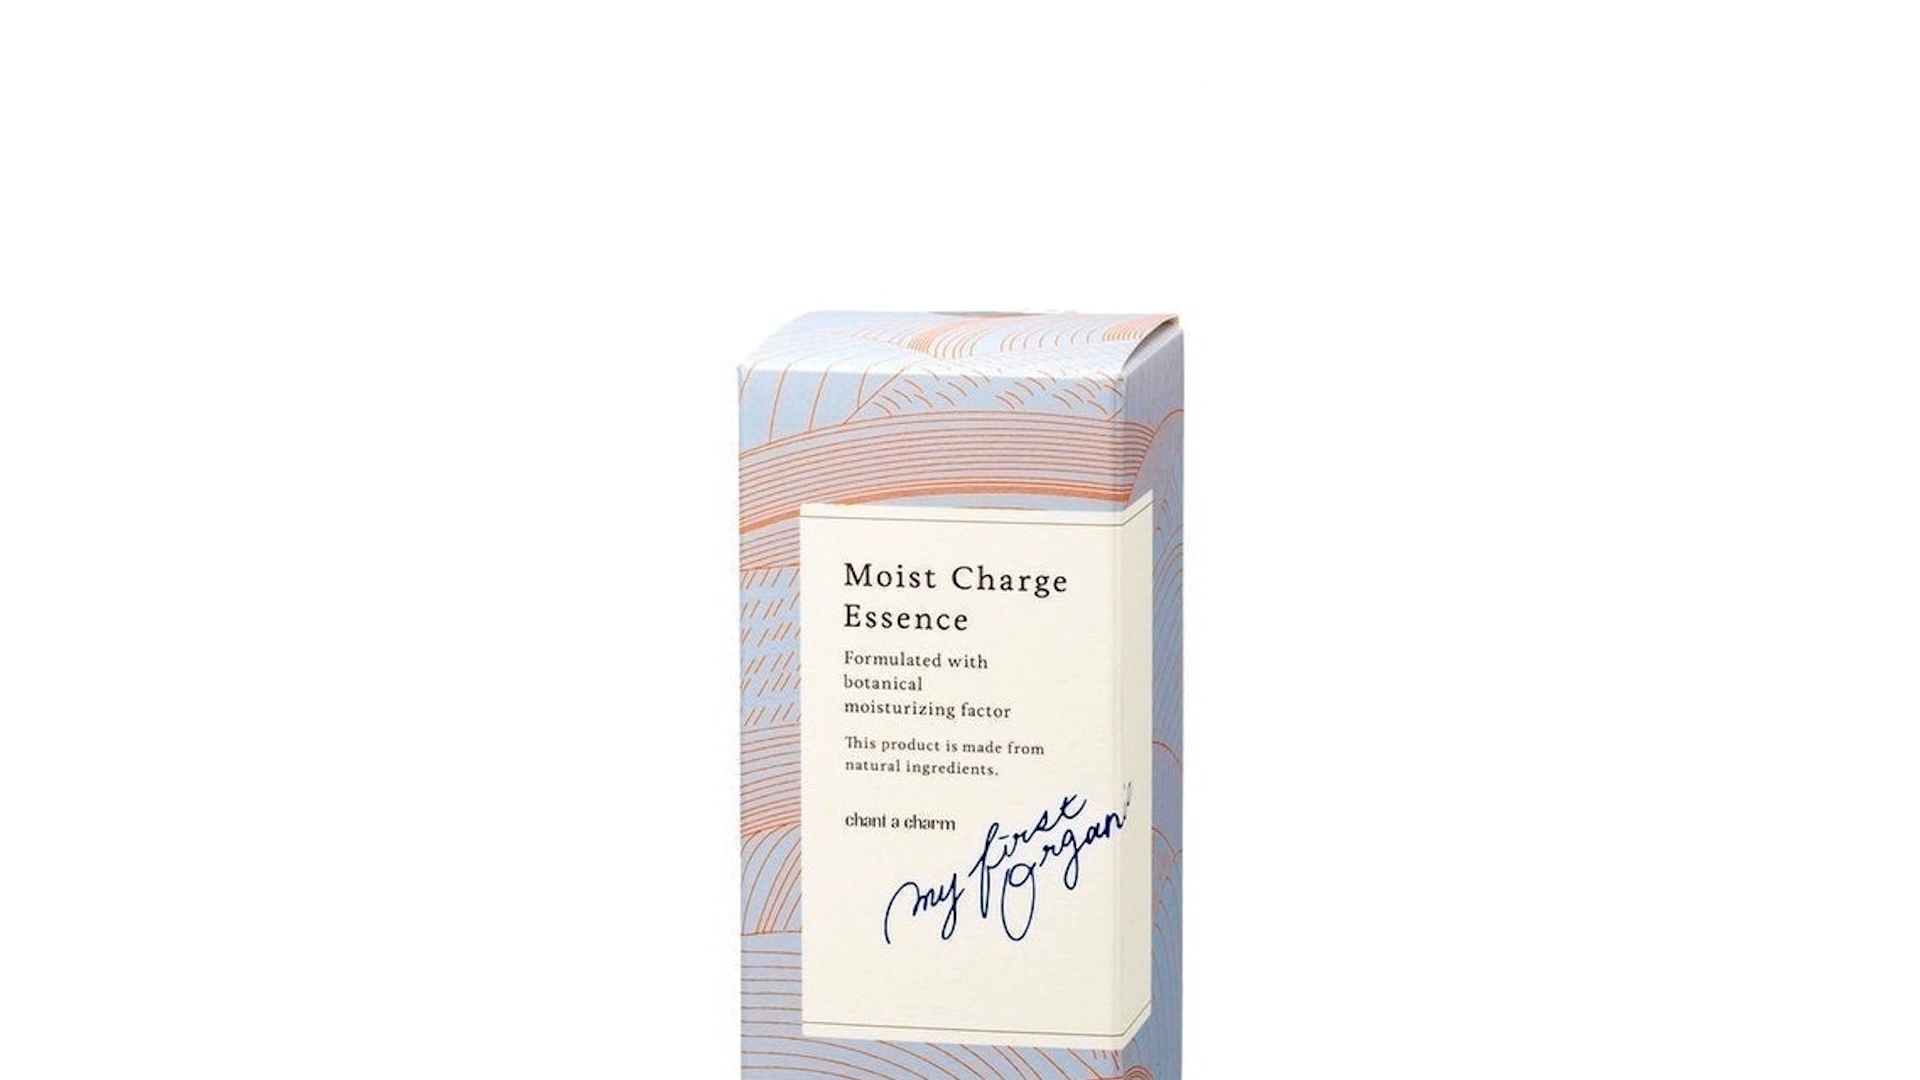 Moist Charge
Essence
Formulated with
botanical
moisturizing factor
This product is made from
natural ingredients.
chant a charm
my first
Organic